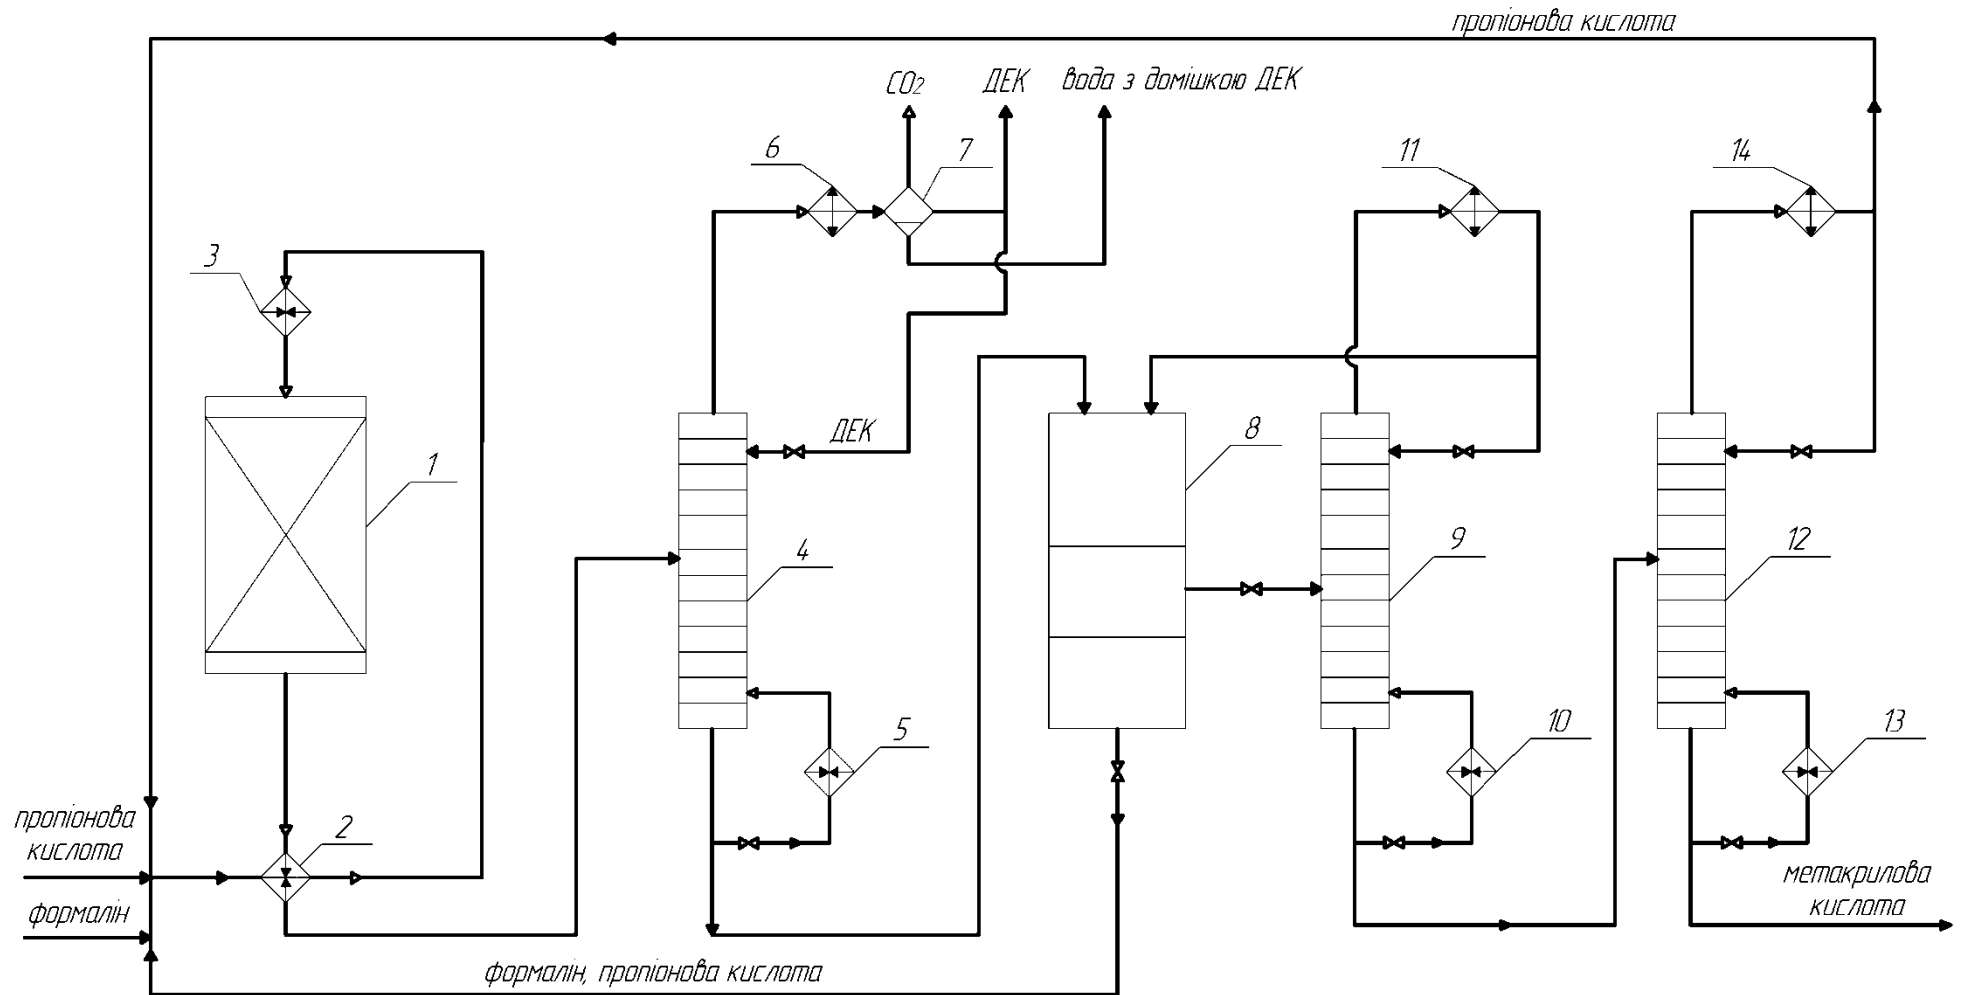 пропіонова кислота
CO2
ДЕК
вода з домішкою ДЕК
6
7
11
14
3
ДЕК
8
1
4
9
12
5
10
13
пропіонова
кислота
2
метакрилова
кислота
формалін
формалін, пропіонова кислота